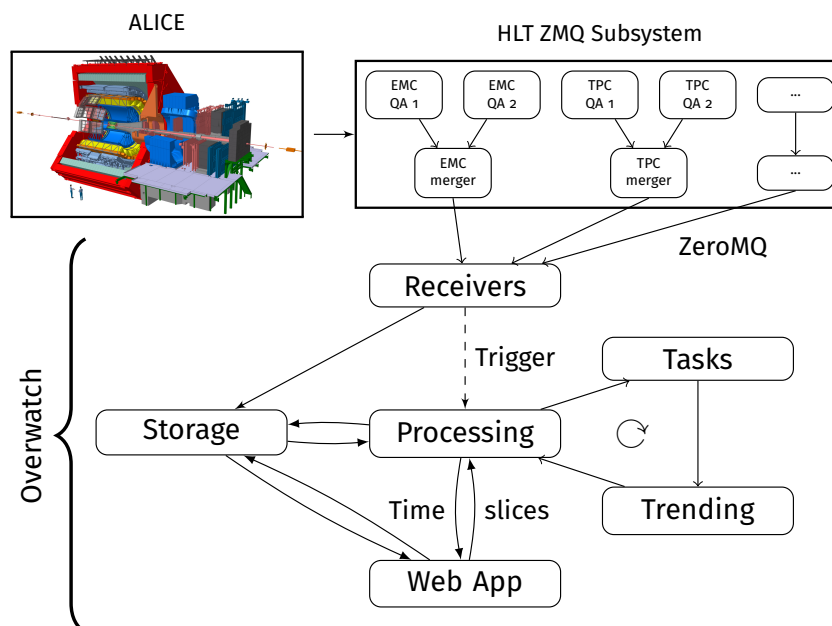 ALICE
HLT ZMQ Subsystem
EMC
QA 1
EMC
QA 2
TPC
QA 1
TPC
QA 2
...
EMC
merger
TPC
merger
...
ZeroMQ
Receivers
Trigger
Tasks
Overwatch
Storage
Processing
Time slices
Trending
Web App